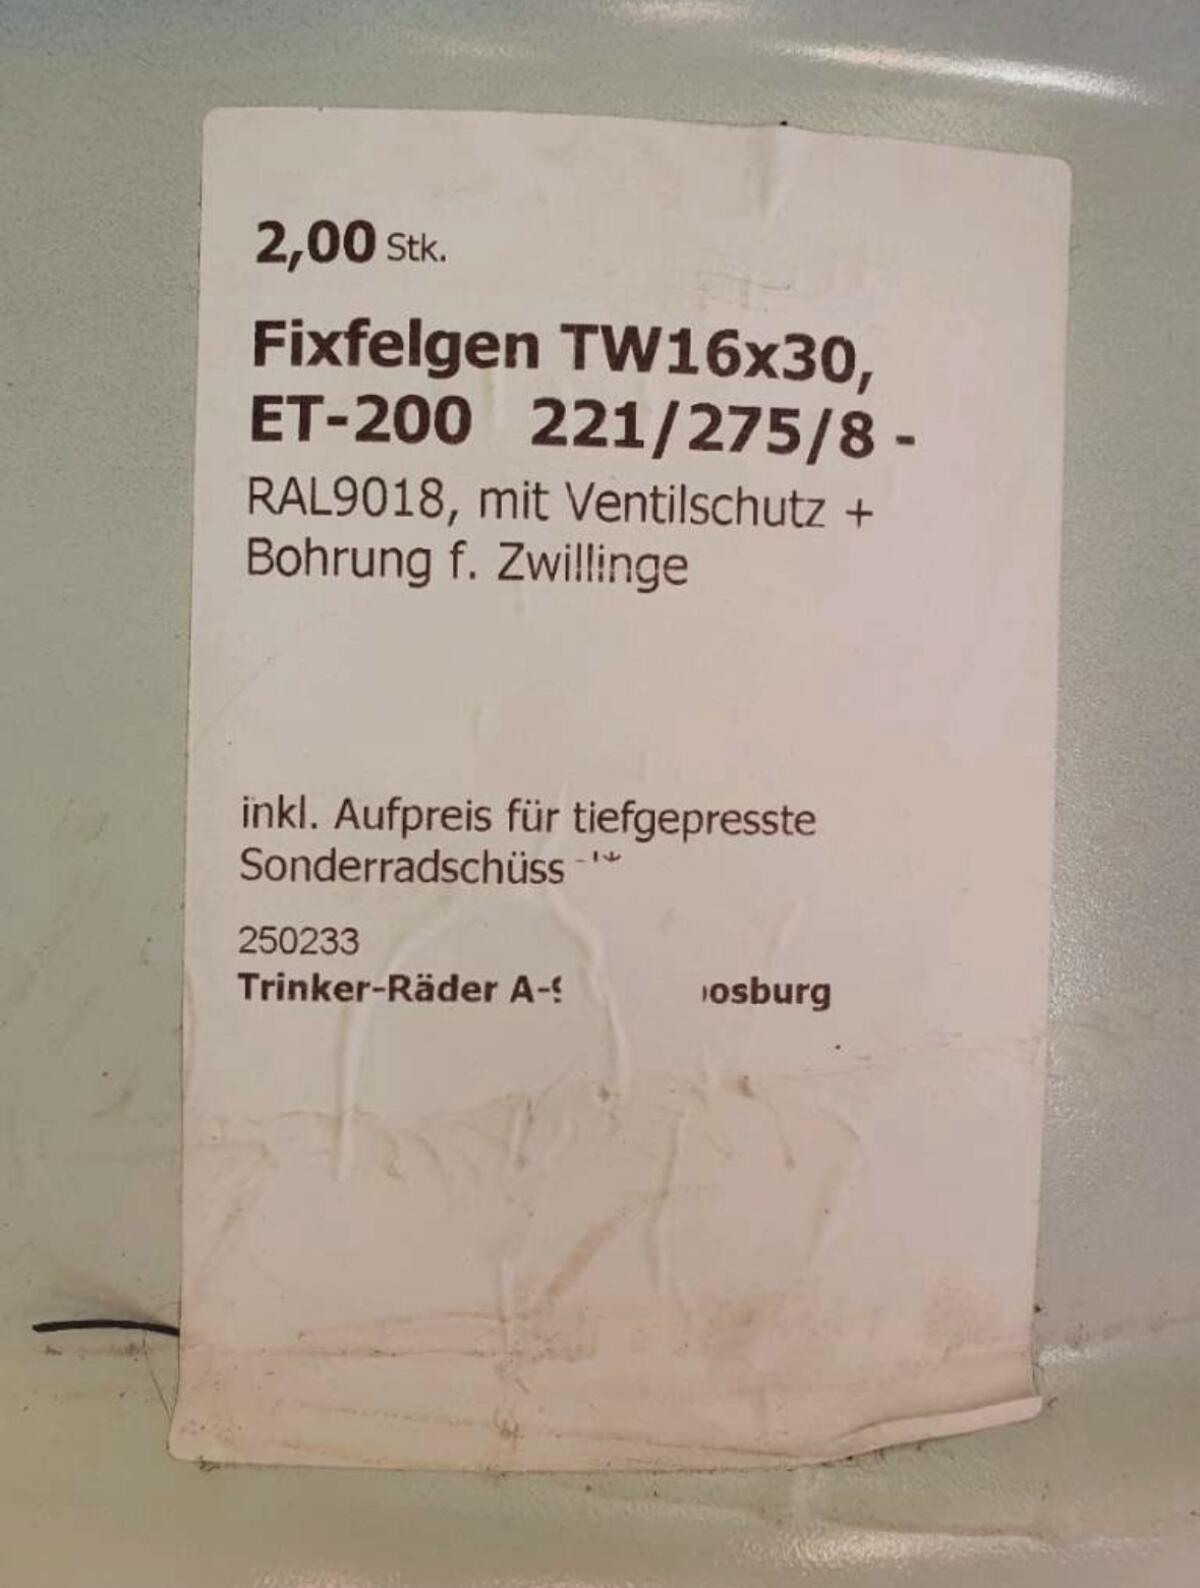 2,00 Stk.
Fixfelgen TW16x30,
ET-200 221/275/8 -
RAL9018, mit Ventilschutz +
Bohrung f. Zwillinge
inkl. Aufpreis für tiefgepresste
Sonderradschüss
250233
Trinker-Räder